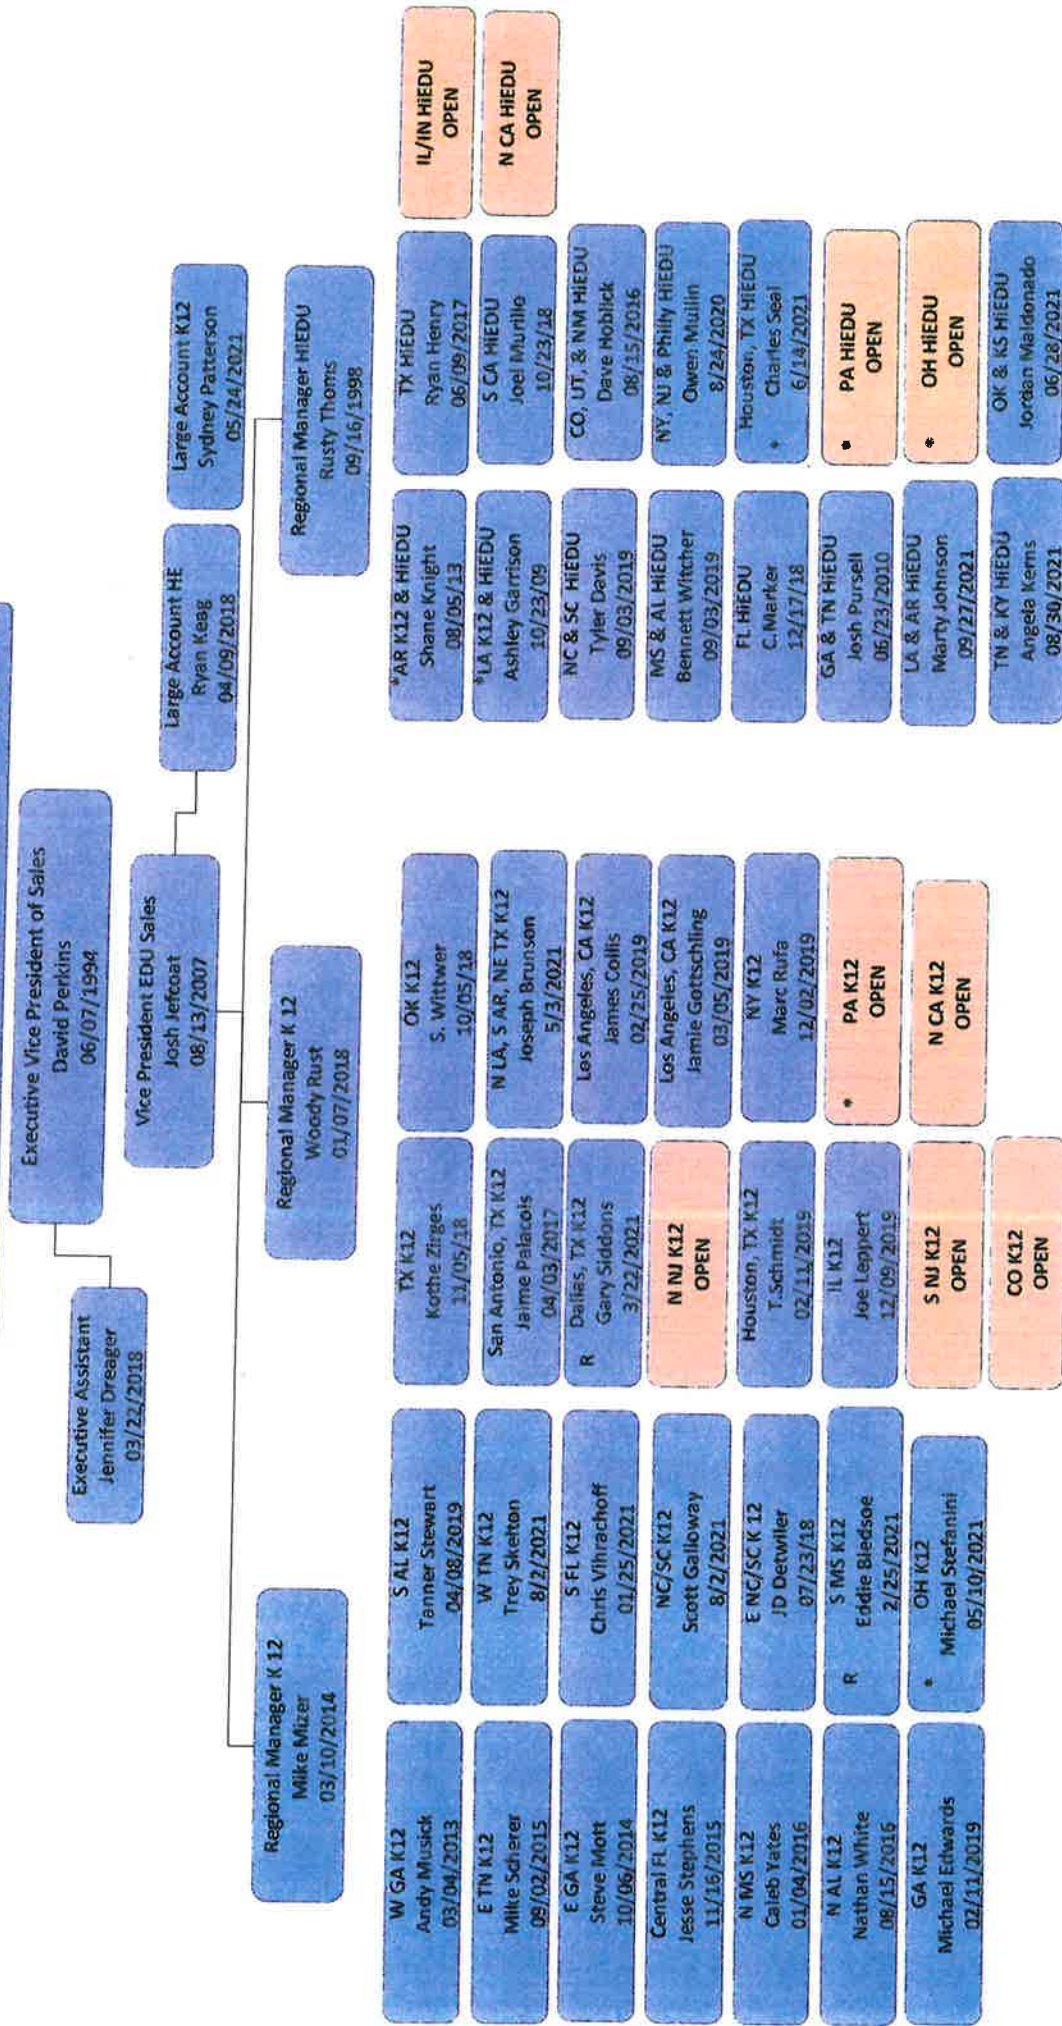 Executive Vice President of Sales
David Perkins
06/07/1994
Executive Assistant
Jennifer Dreager
03/22/2018
Vice President EDU Sales
Josh Jefcoat
08/13/2007
Large Account HE
Ryan Keag
04/09/2018
Large Account K12
Sydney Patterson
05/24/2021
Regional Manager K 12
Mike Mizer
03/10/2014
Regional Manager K 12
Woody Rust
01/07/2018
Regional Manager HiEDU
Rusty Thoms
09/16/1998
W GA K12
Andy Musick
03/04/2013
E TN K12
Mike Scherer
09/02/2015
E GA K12
Steve Mott
10/06/2014
Central FL K12
Jesse Stephens
11/16/2015
N MS K12
Caleb Yates
01/04/2016
N AL K12
Nathan White
08/15/2016
GA K12
Michael Edwards
02/11/2019
S AL K12
Tanner Stewart
04/08/2019
W TN K12
Trey Skelton
8/2/2021
S FL K12
Chris Vihrachoff
01/25/2021
NC/SC K12
Scott Galloway
8/2/2021
E NC/SC K 12
JD Detwiler
07/23/18
S MS K12
R Eddie Bledsoe
2/25/2021
OH K12
* Michael Stefanini
05/10/2021
TX K12
Kothe Zirges
11/05/18
San Antonio, TX K12
Jaime Palacois
04/03/2017
R Dallas, TX K12
Gary Siddons
3/22/2021
N NJ K12
OPEN
Houston, TX K12
T.Schmidt
02/11/2019
IL K12
Joe Leppert
12/09/2019
S NJ K12
OPEN
CO K12
OPEN
OK K12
S. Wittwer
10/05/18
N LA, S AR, NE TX K12
Joseph Brunson
5/3/2021
Los Angeles, CA K12
James Collis
02/25/2019
Los Angeles, CA K12
Jamie Gottschling
03/05/2019
NY K12
Marc Rufa
12/02/2019
* PA K12
OPEN
N CA K12
OPEN
*AR K12 & HiEDU
Shane Knight
08/05/13
*LA K12 & HiEDU
Ashley Garrison
10/23/09
NC & SC HiEDU
Tyler Davis
09/03/2019
MS & AL HiEDU
Bennett Witcher
09/03/2019
FL HiEDU
C.Marker
12/17/18
GA & TN HiEDU
Josh Pursell
06/23/2010
LA & AR HiEDU
Marty Johnson
09/27/2021
TN & KY HiEDU
Angela Kerns
08/30/2021
TX HiEDU
Ryan Henry
06/09/2017
S CA HiEDU
Joel Murillo
10/23/18
CO, UT, & NM HiEDU
Dave Hoblick
08/15/2016
NY, NJ & Philly HiEDU
Owen Mullin
8/24/2020
Houston, TX HiEDU
* Charles Seal
6/14/2021
* PA HiEDU
OPEN
* OH HiEDU
OPEN
OK & KS HiEDU
Jordan Maldonado
06/28/2021
IL/IN HiEDU
OPEN
N CA HiEDU
OPEN